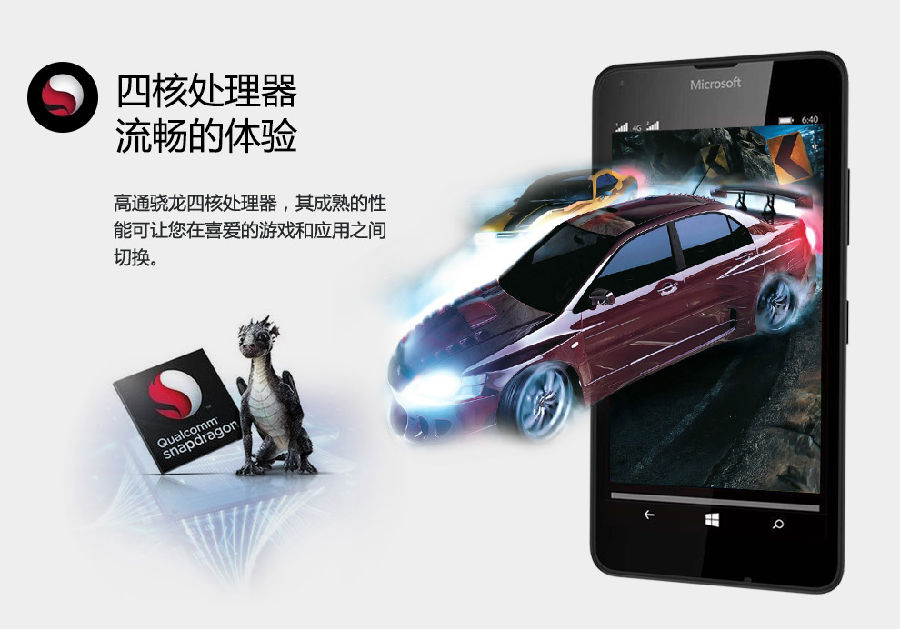 四核处理器
流畅的体验
高通骁龙四核处理器，其成熟的性
能可让您在喜爱的游戏和应用之间
切换。
Qualcomm
snapdragon
Microsoft
4G
6:40